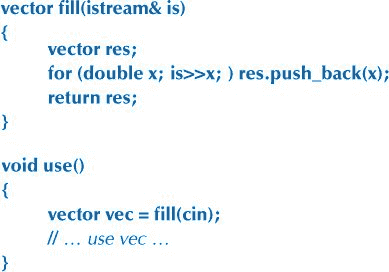 vector fill(istream& is)
{
vector res;
for (double x; is>>x; ) res.push_back(x);
return res;
}
void use()
{
vector vec = fill(cin);
// … use vec …
}